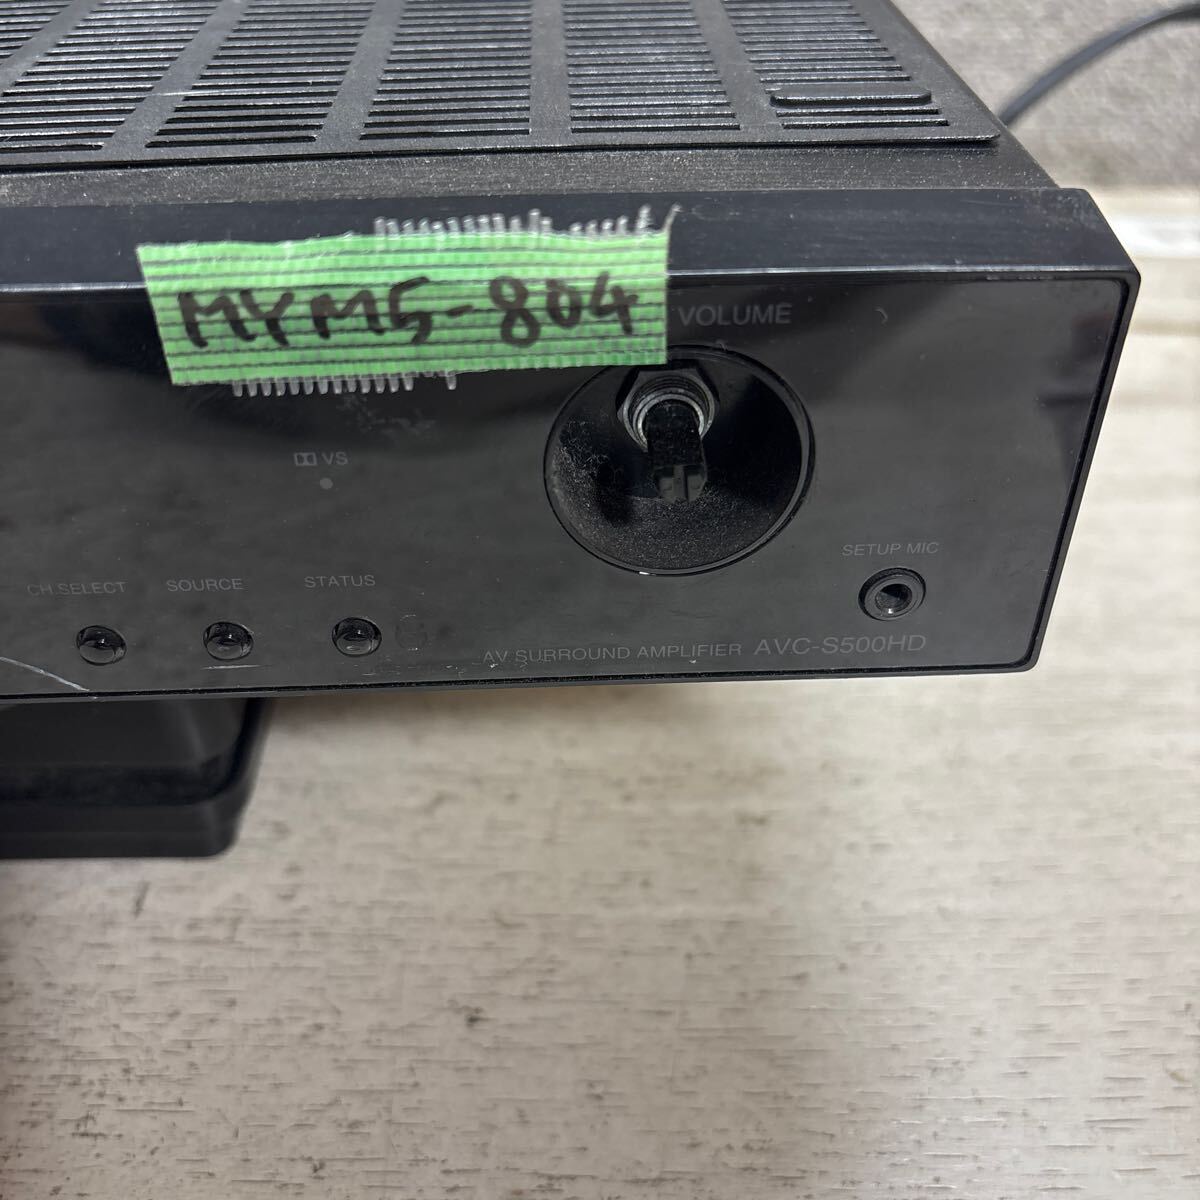 MYM5-804
VOLUME
VS
SETUP MIC
CH.SELECT
SOURCE
STATUS
AV SURROUND AMPLIFIER AVC-S500HD